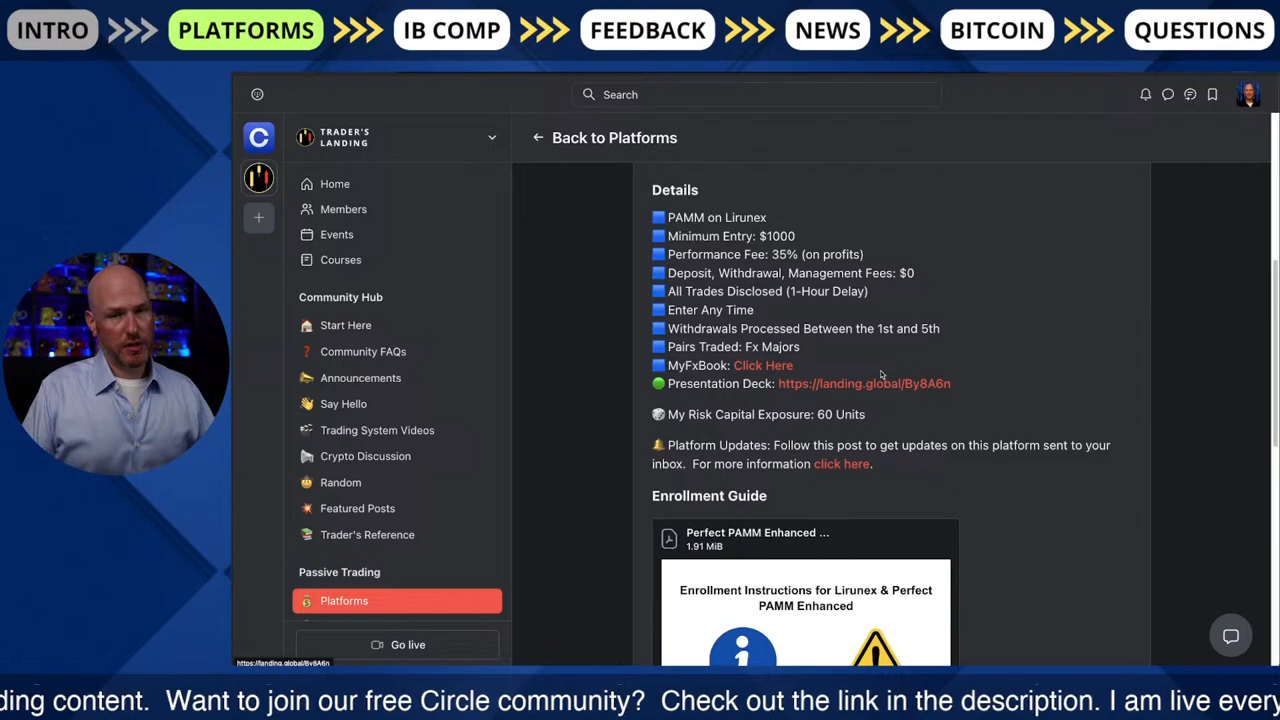 INTRO >>> PLATFORMS >>> IB COMP >>> FEEDBACK >>> NEWS >>> BITCOIN >>> QUESTIONS
Search
TRADER'S
LANDING
← Back to Platforms
Home
Members
Events
Courses
Community Hub
Start Here
Community FAQs
Announcements
Say Hello
Trading System Videos
Crypto Discussion
Random
Featured Posts
Trader's Reference
Passive Trading
Platforms
Go live
https://landing.global/By8A6n
Details
PAMM on Lirunex
Minimum Entry: $1000
Performance Fee: 35% (on profits)
Deposit, Withdrawal, Management Fees: $0
All Trades Disclosed (1-Hour Delay)
Enter Any Time
Withdrawals Processed Between the 1st and 5th
Pairs Traded: Fx Majors
MyFxBook: Click Here
Presentation Deck: https://landing.global/By8A6n
My Risk Capital Exposure: 60 Units
Platform Updates: Follow this post to get updates on this platform sent to your
inbox. For more information click here.
Enrollment Guide
Perfect PAMM Enhanced ...
1.91 MiB
Enrollment Instructions for Lirunex & Perfect
PAMM Enhanced
ding content. Want to join our free Circle community? Check out the link in the description. I am live every